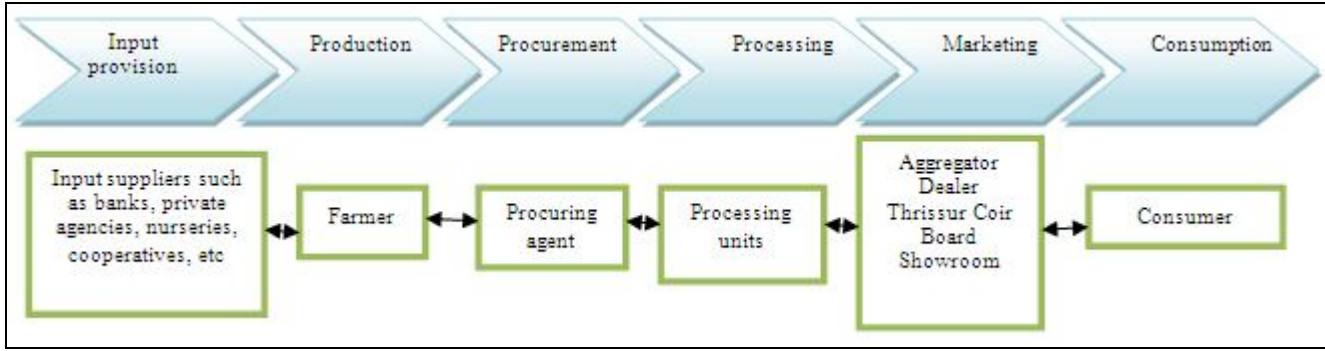 Input
provision
Production
Procurement
Processing
Marketing
Consumption
Input suppliers such
as banks, private
agencies, nurseries,
cooperatives, etc
Farmer
Procuring
agent
Processing
units
Aggregator
Dealer
Thrissur Coir
Board
Showroom
Consumer